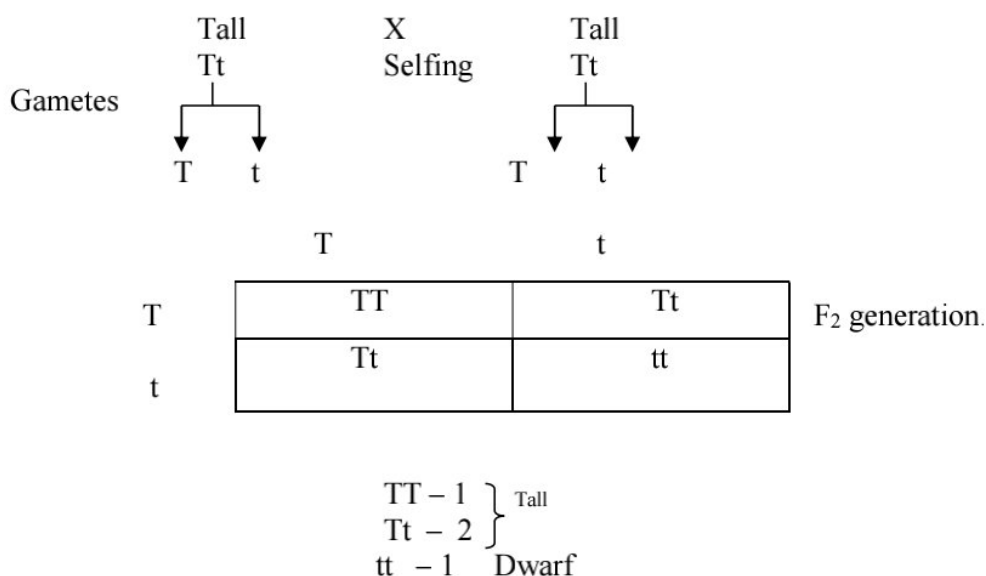 Tall X Tall
Tt Selfing Tt
Gametes
T t T t
T t
T TT Tt F₂ generation.
t Tt tt
TT – 1 } Tall
Tt – 2
tt – 1 Dwarf